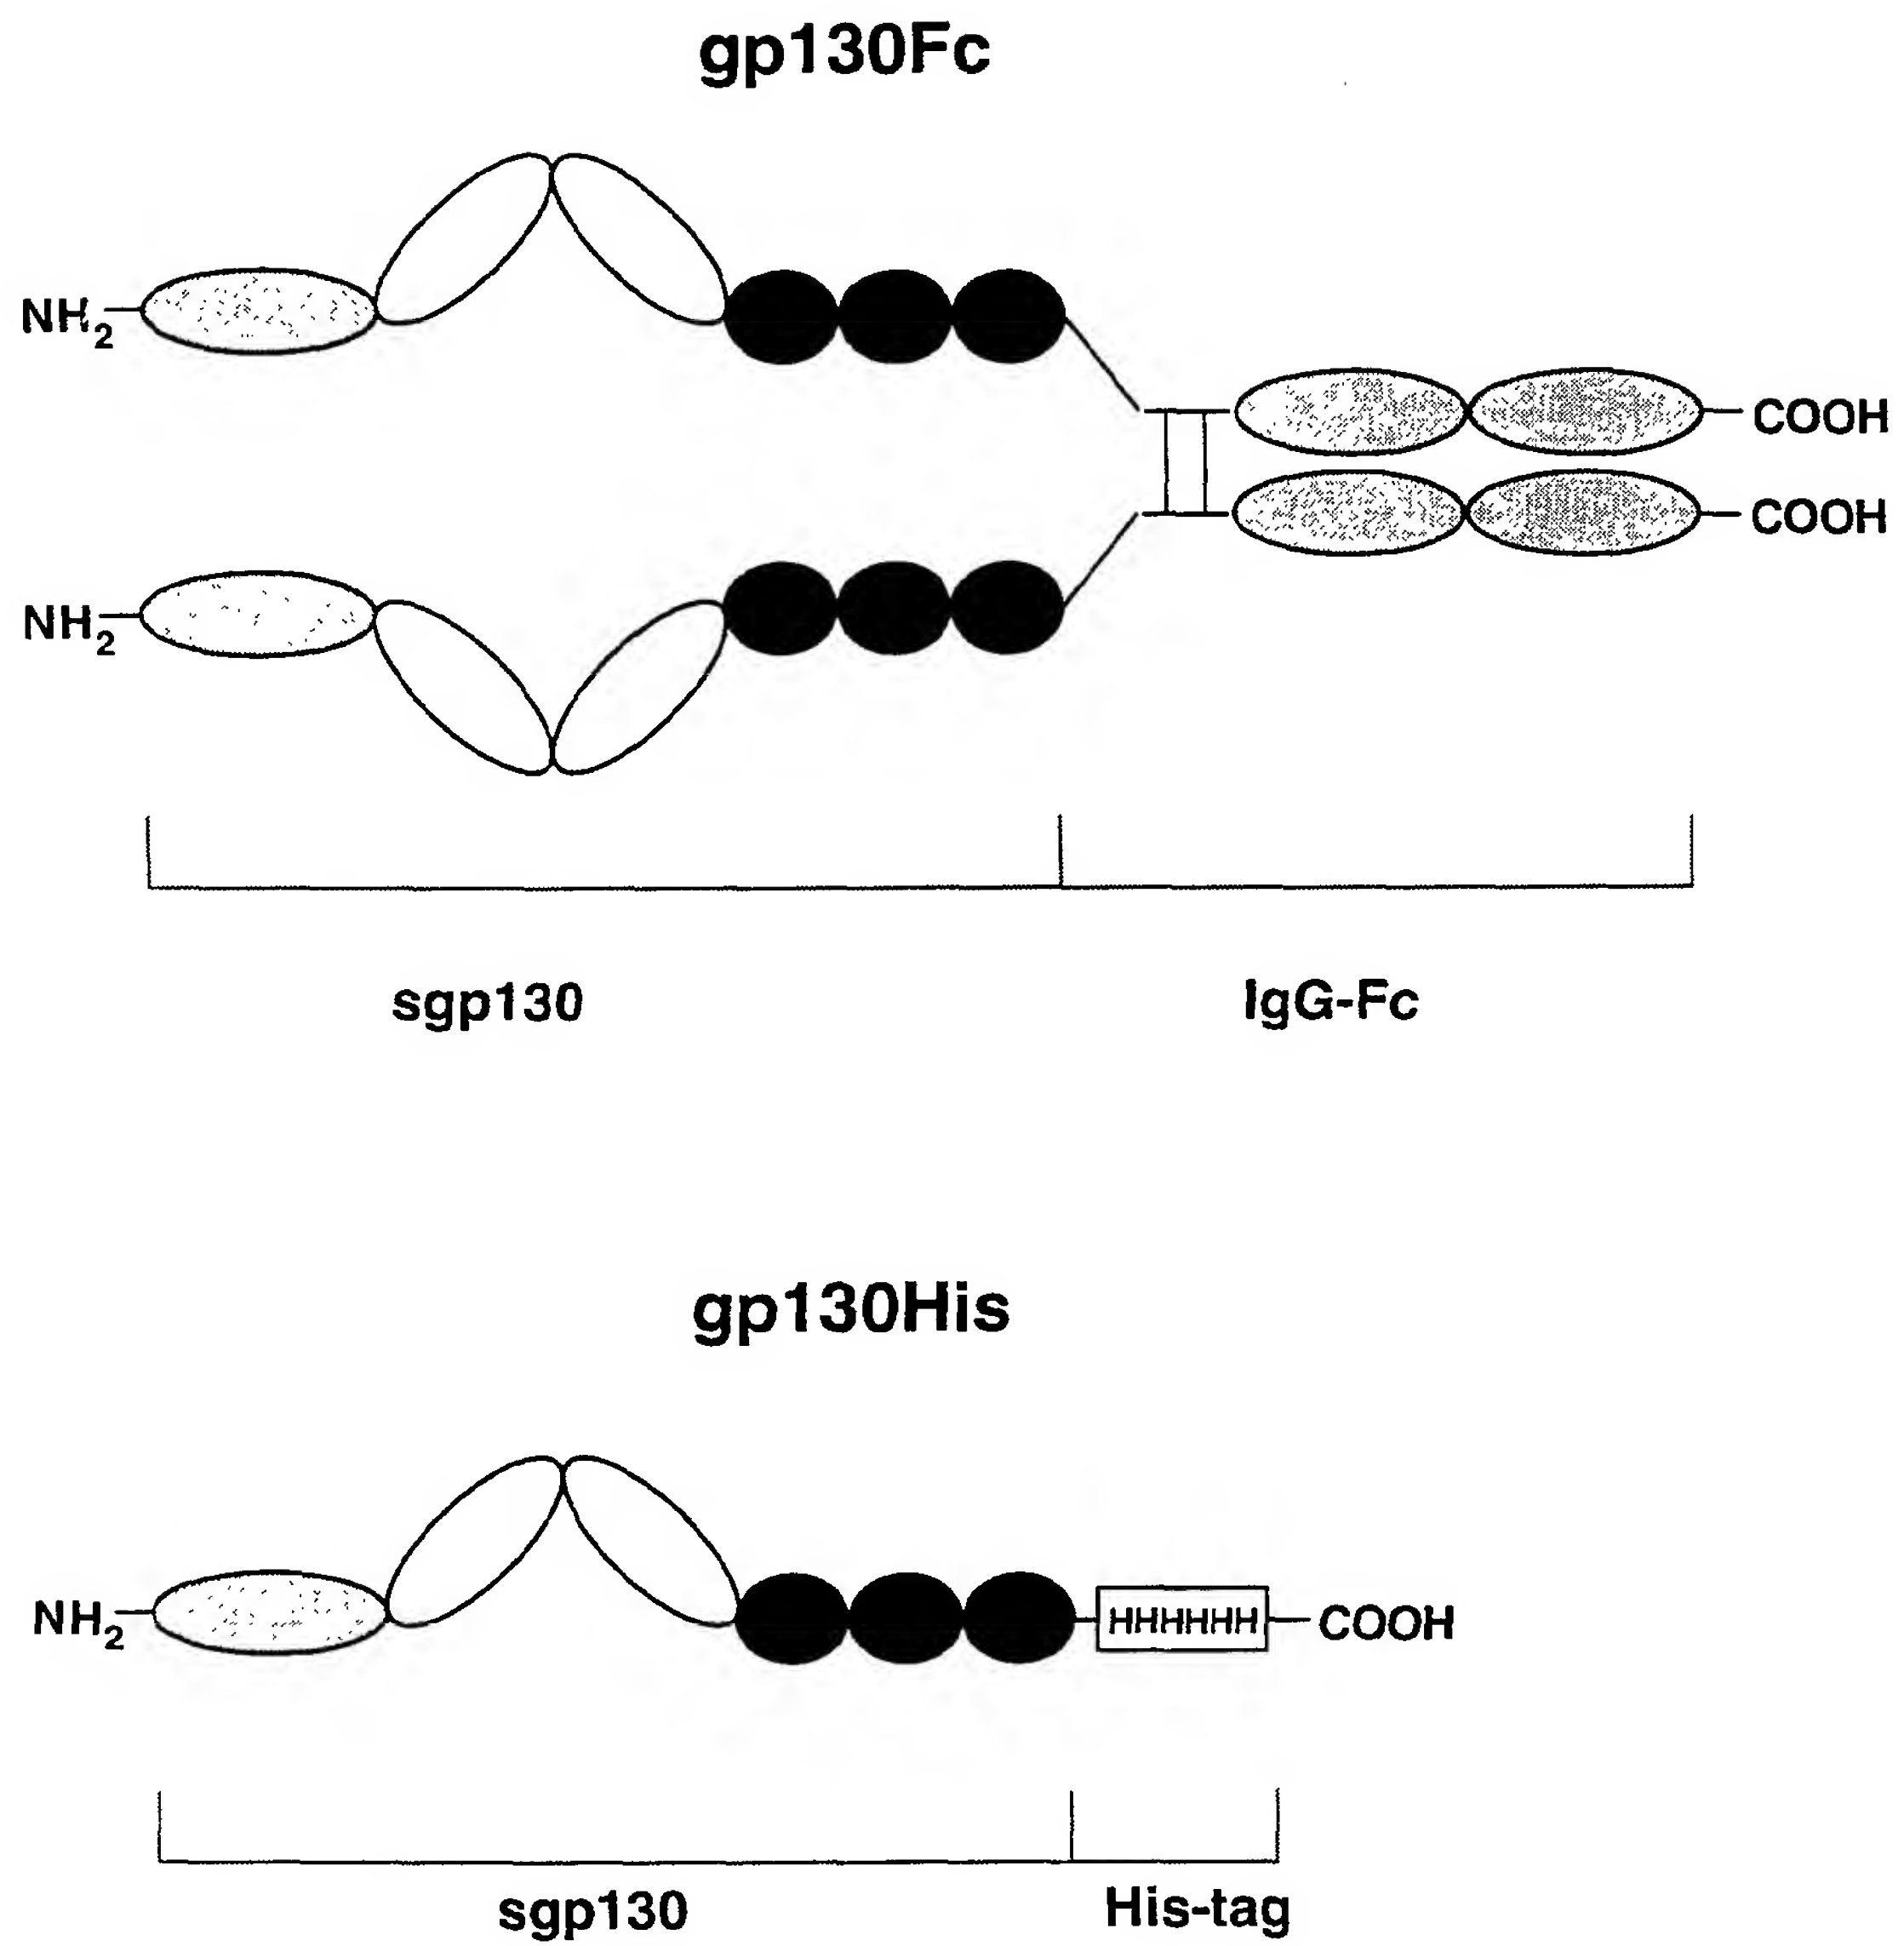 gp130Fc
NH2
COOH
COOH
NH2
sgp130 IgG-Fc
gp130His
NH2 HHHHHH COOH
sgp130 His-tag